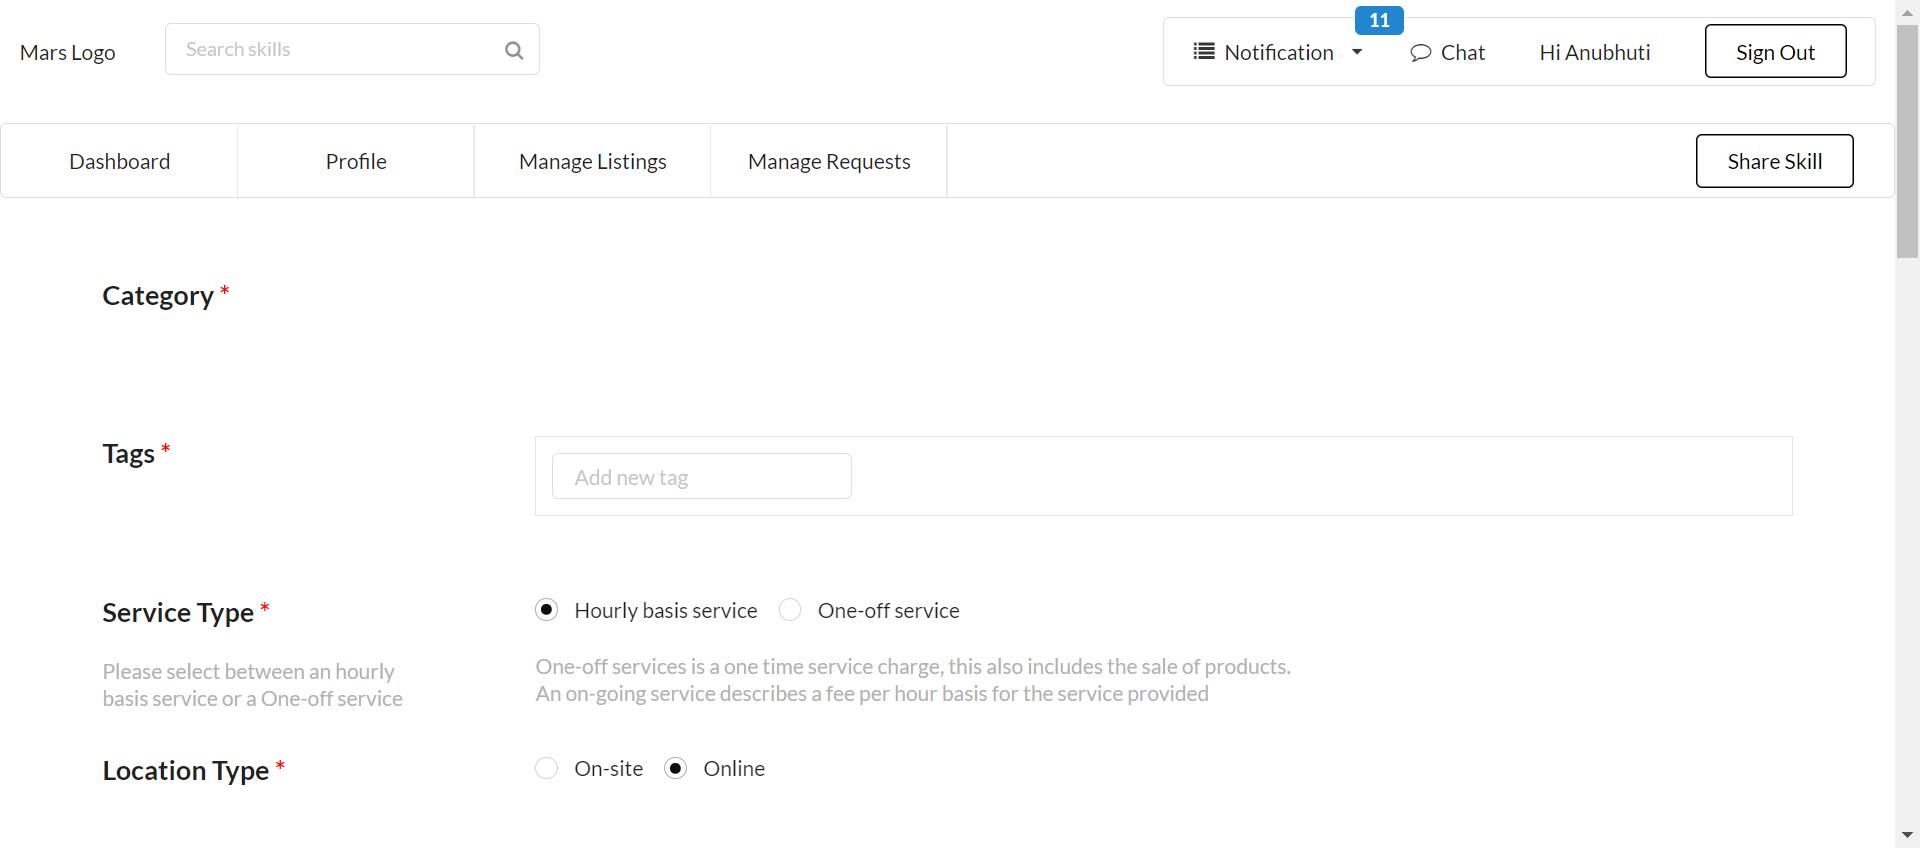 Mars Logo
Search skills
11
Notification
Chat
Hi Anubhuti
Sign Out
Dashboard
Profile
Manage Listings
Manage Requests
Share Skill
Category *
Tags *
Add new tag
Service Type *
Hourly basis service
One-off service
Please select between an hourly
basis service or a One-off service
One-off services is a one time service charge, this also includes the sale of products.
An on-going service describes a fee per hour basis for the service provided
Location Type *
On-site
Online